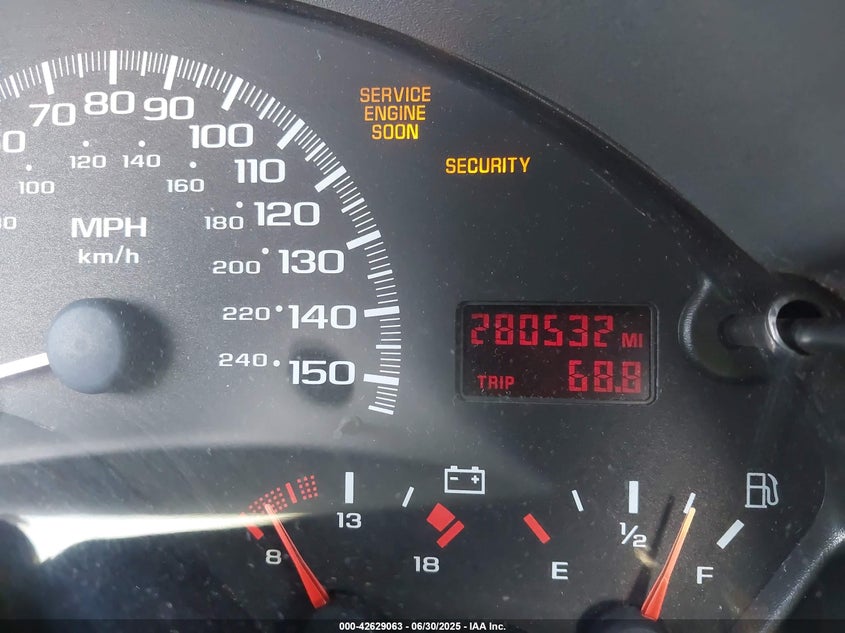 70 80 90 100 110 120 130 140 150
100 120 140 160 180 200 220 240
MPH
km/h
SERVICE
ENGINE
SOON
SECURITY
280532 MI
TRIP 68.8
8 13 18
E 1/2 F
000-42629063 - 06/30/2025 - IAA Inc.